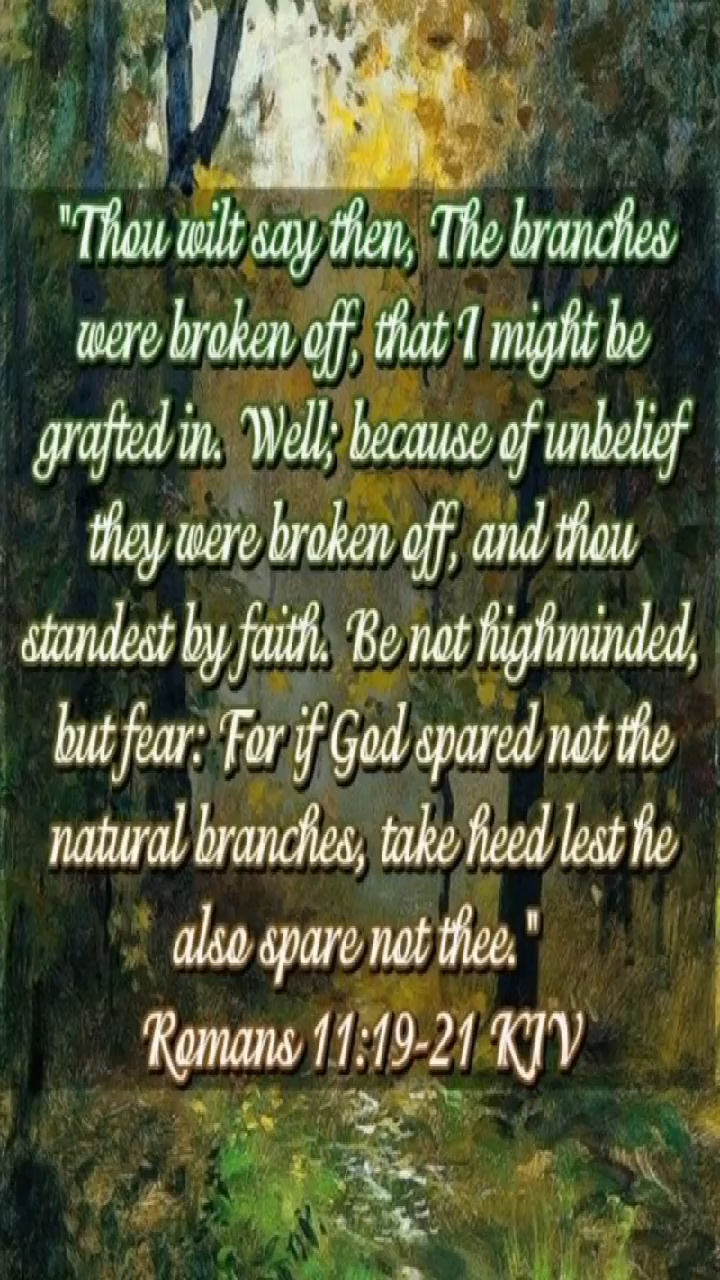 "Thou wilt say then, The branches
were broken off, that I might be
grafted in. Well; because of unbelief
they were broken off, and thou
standest by faith. Be not highminded,
but fear: For if God spared not the
natural branches, take heed lest he
also spare not thee."
Romans 11:19-21 KJV